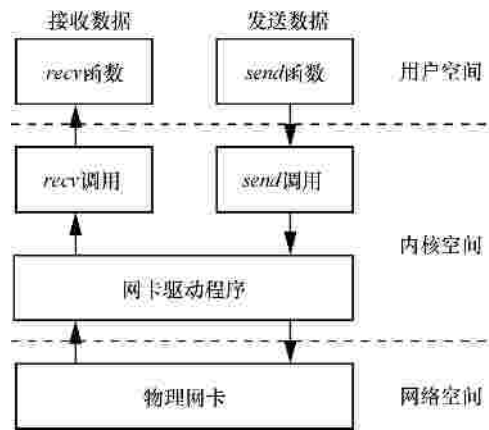 接收数据 发送数据
recv函数 send函数 用户空间
recv调用 send调用
内核空间
网卡驱动程序
物理网卡 网络空间